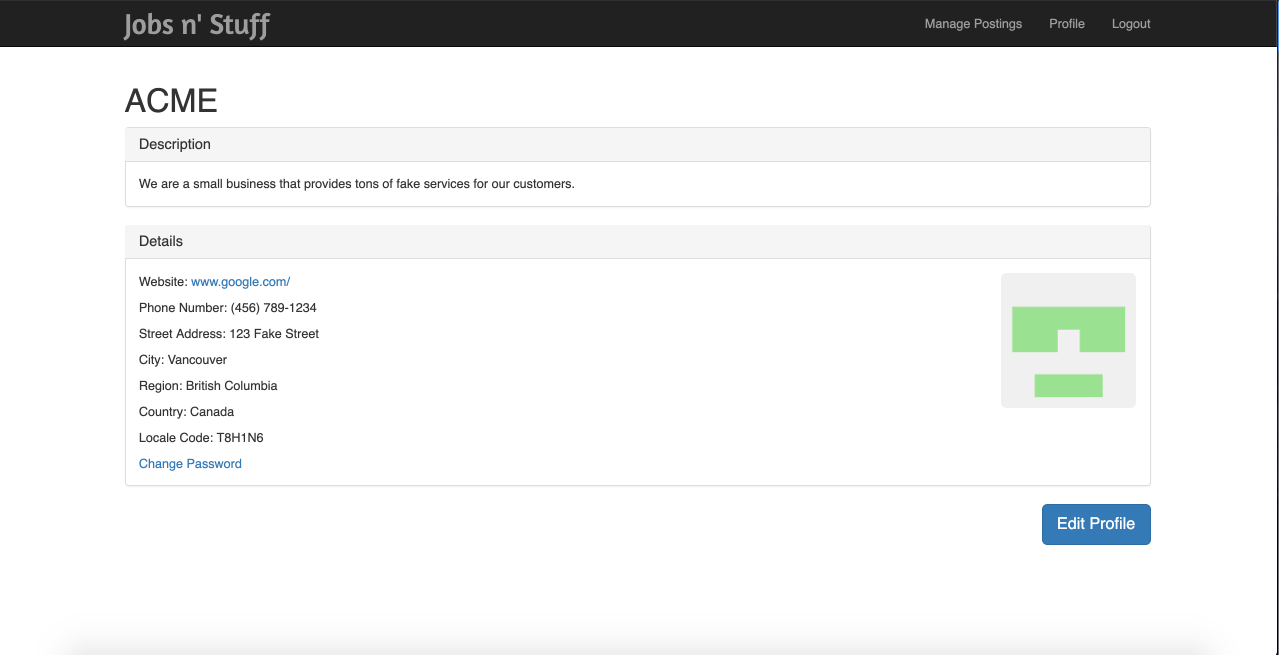 Jobs n' Stuff
Manage Postings Profile Logout
ACME
Description
We are a small business that provides tons of fake services for our customers.
Details
Website: www.google.com/
Phone Number: (456) 789-1234
Street Address: 123 Fake Street
City: Vancouver
Region: British Columbia
Country: Canada
Locale Code: T8H1N6
Change Password
Edit Profile